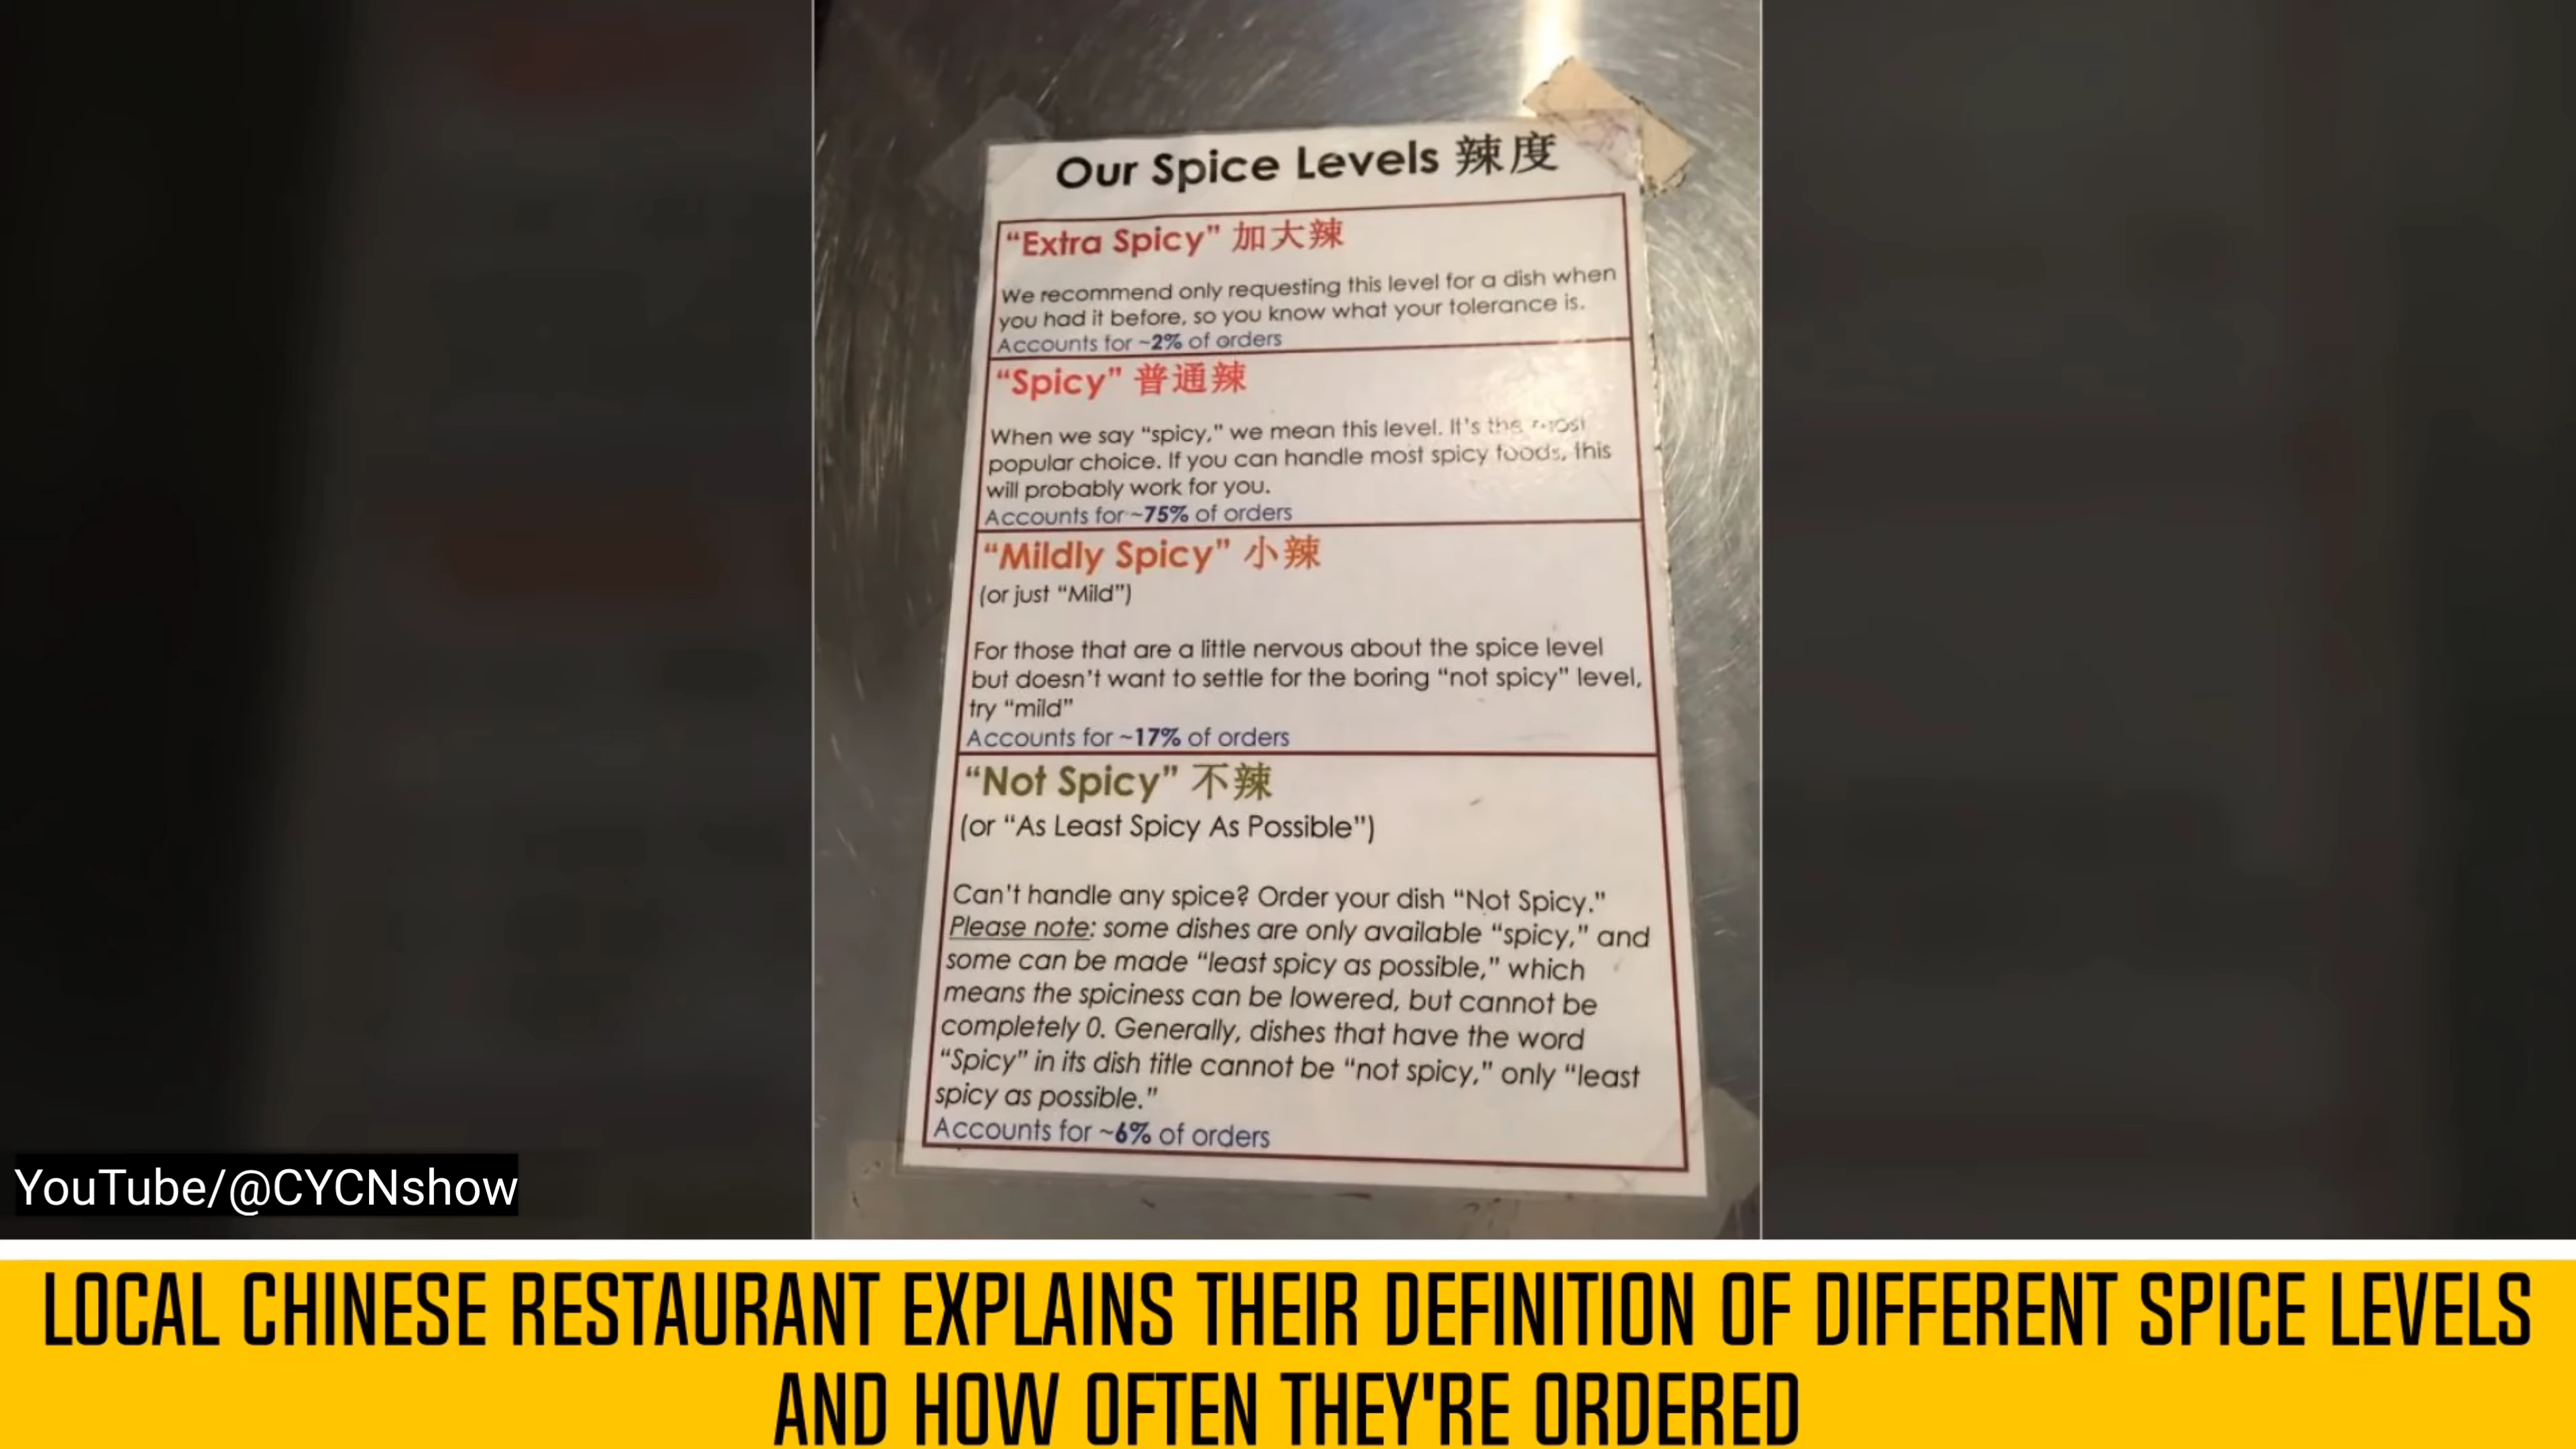 Our Spice Levels 辣度
“Extra Spicy” 加大辣
We recommend only requesting this level for a dish when
you had it before, so you know what your tolerance is.
Accounts for ~2% of orders
“Spicy” 普通辣
When we say “spicy,” we mean this level. It’s the most
popular choice. If you can handle most spicy foods, this
will probably work for you.
Accounts for ~75% of orders
“Mildly Spicy” 小辣
(or just “Mild”)
For those that are a little nervous about the spice level
but doesn’t want to settle for the boring “not spicy” level,
try “mild”
Accounts for ~17% of orders
“Not Spicy” 不辣
(or “As Least Spicy As Possible”)
Can’t handle any spice? Order your dish “Not Spicy.”
Please note: some dishes are only available “spicy,” and
some can be made “least spicy as possible,” which
means the spiciness can be lowered, but cannot be
completely 0. Generally, dishes that have the word
“Spicy” in its dish title cannot be “not spicy,” only “least
spicy as possible.”
Accounts for ~6% of orders
YouTube/@CYCNshow
LOCAL CHINESE RESTAURANT EXPLAINS THEIR DEFINITION OF DIFFERENT SPICE LEVELS
AND HOW OFTEN THEY'RE ORDERED